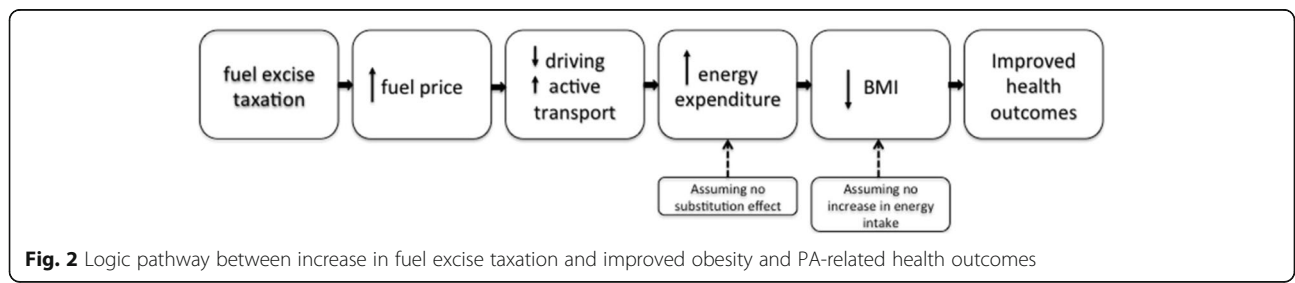 fuel excise
taxation
↑ fuel price
↓ driving
↑ active
transport
↑ energy
expenditure
↓ BMI
Improved
health
outcomes
Assuming no
substitution effect
Assuming no
increase in energy
intake
Fig. 2 Logic pathway between increase in fuel excise taxation and improved obesity and PA-related health outcomes